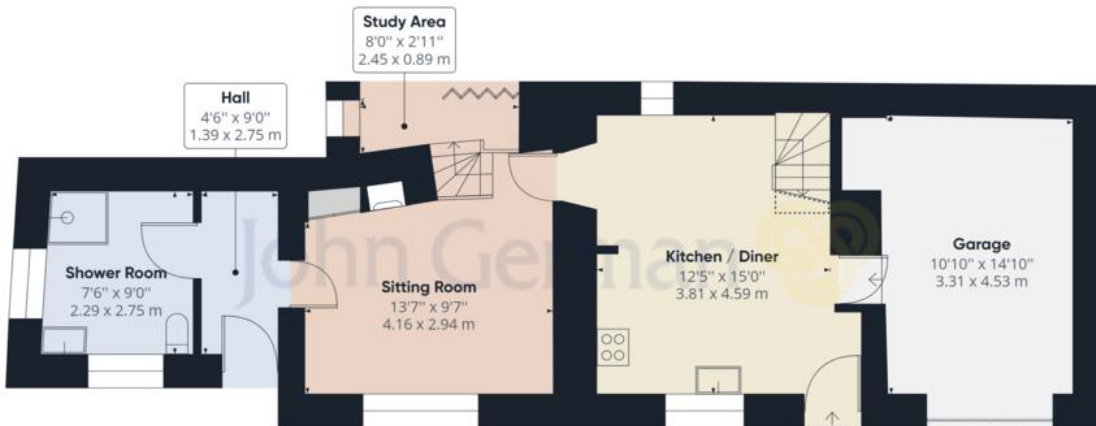 Study Area
8'0" x 2'11"
2.45 x 0.89 m
Hall
4'6" x 9'0"
1.39 x 2.75 m
Shower Room
7'6" x 9'0"
2.29 x 2.75 m
Sitting Room
13'7" x 9'7"
4.16 x 2.94 m
Kitchen / Diner
12'5" x 15'0"
3.81 x 4.59 m
Garage
10'10" x 14'10"
3.31 x 4.53 m
John German